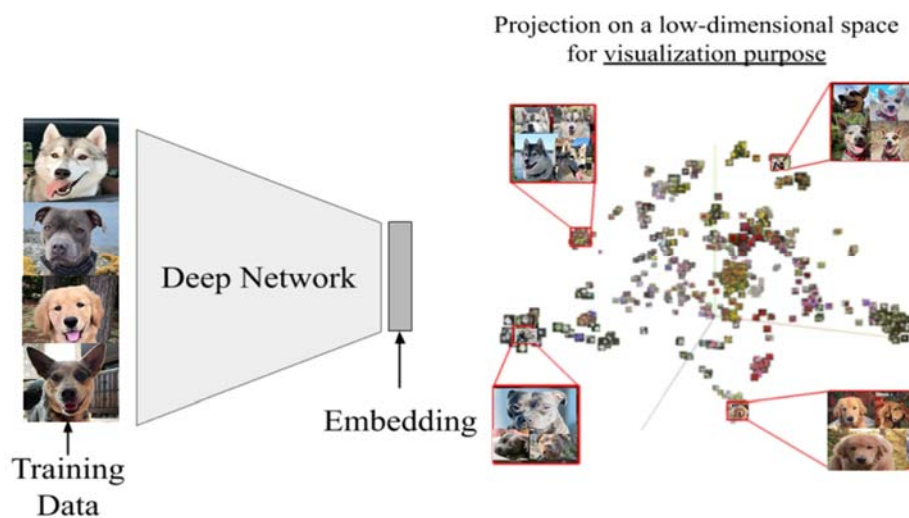 Projection on a low-dimensional space
for visualization purpose
Deep Network
Embedding
Training
Data